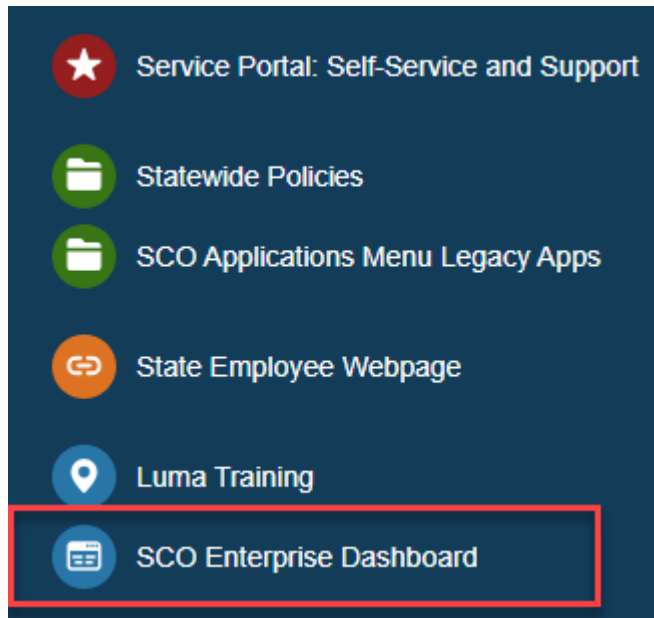 Service Portal: Self-Service and Support
Statewide Policies
SCO Applications Menu Legacy Apps
State Employee Webpage
Luma Training
SCO Enterprise Dashboard